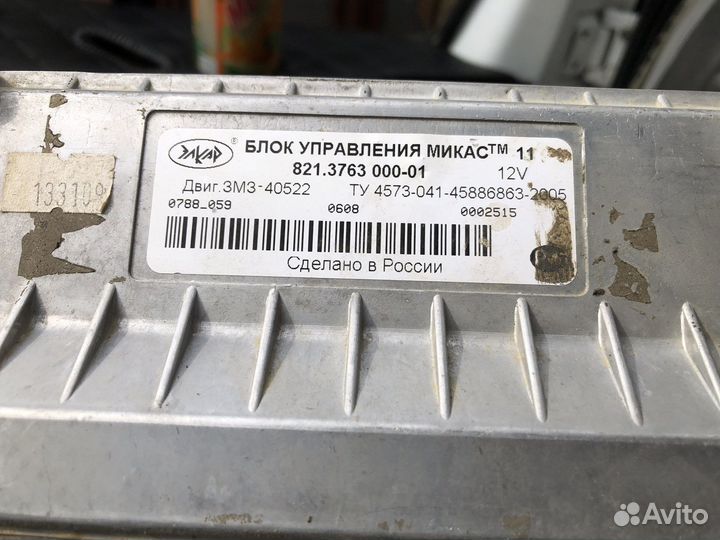 133109
ЭЛКАР ® БЛОК УПРАВЛЕНИЯ МИКАС™ 11
821.3763 000-01 12V
Двиг.ЗМЗ-40522 ТУ 4573-041-45886863-2005
0788_059 0608 0002515
Сделано в России
Avito